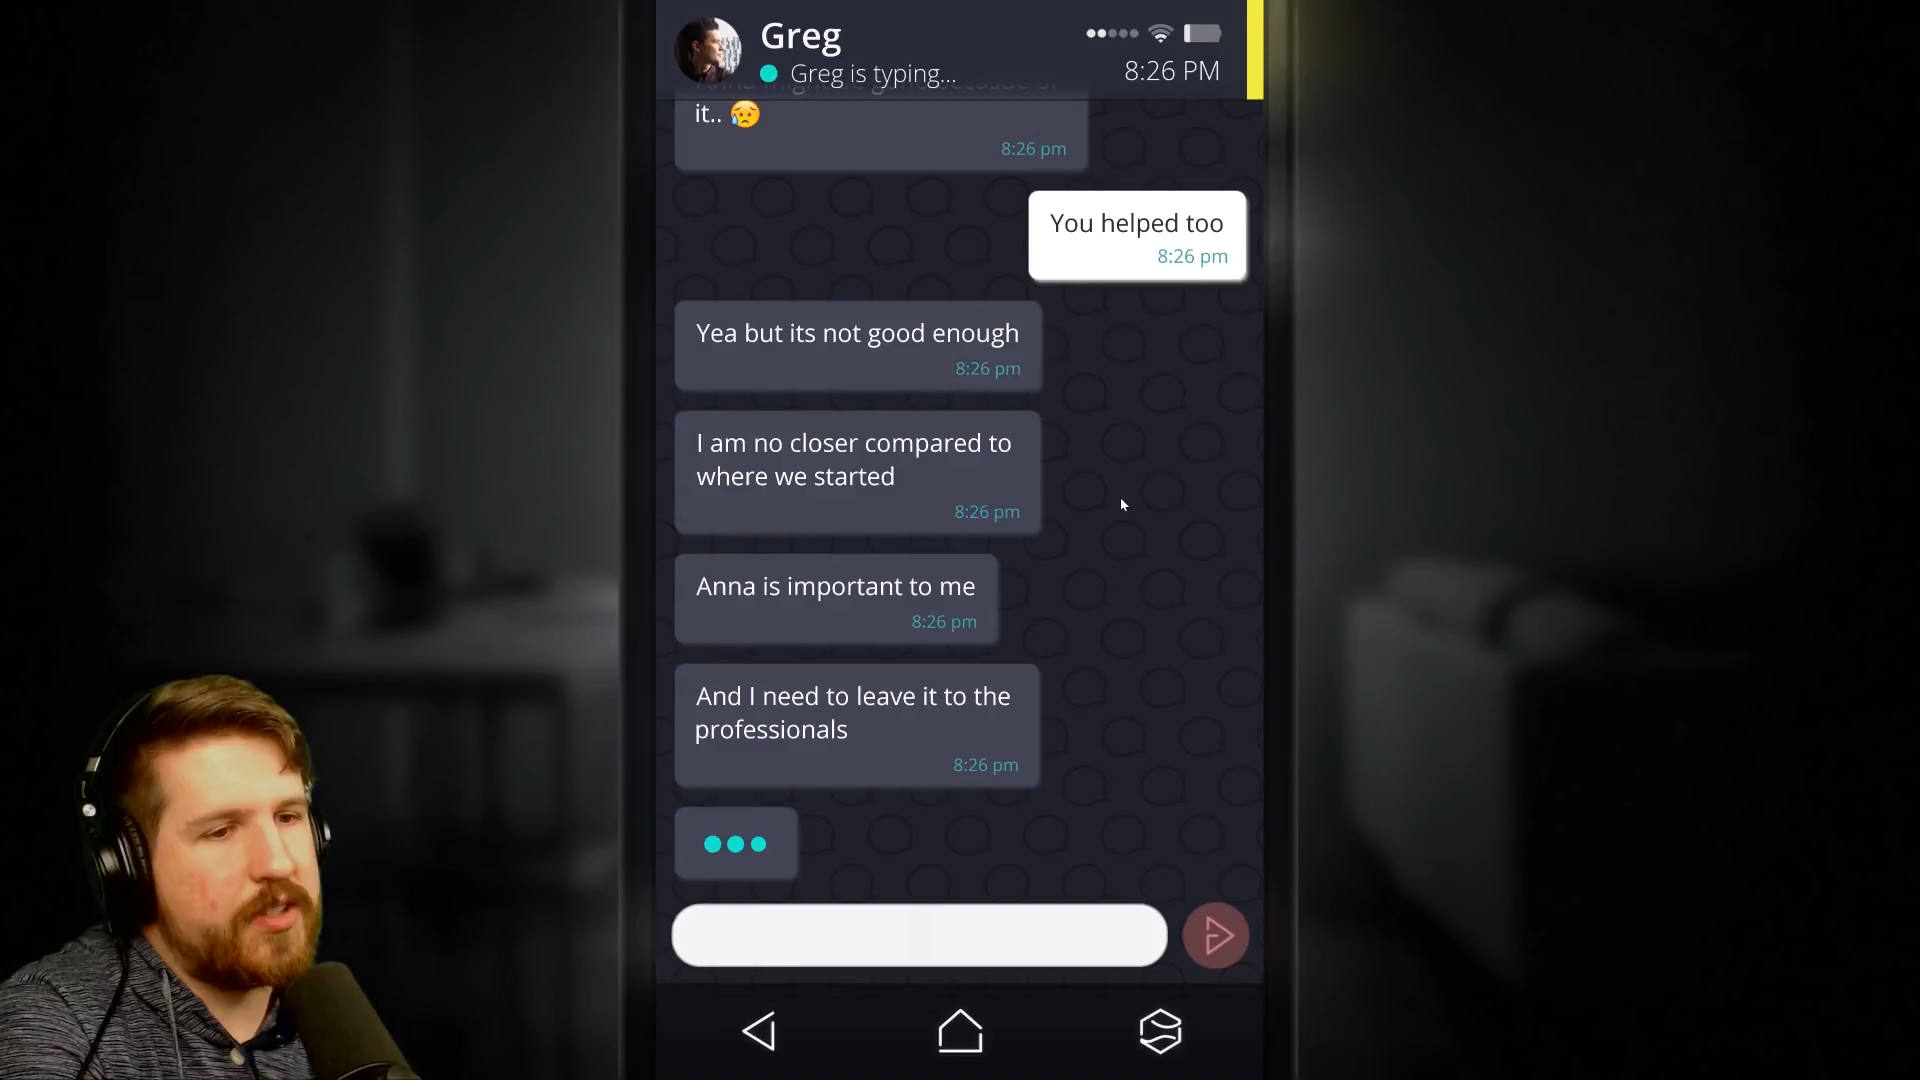 Greg
Greg is typing...
8:26 PM
it.. 😥
8:26 pm
You helped too
8:26 pm
Yea but its not good enough
8:26 pm
I am no closer compared to
where we started
8:26 pm
Anna is important to me
8:26 pm
And I need to leave it to the
professionals
8:26 pm